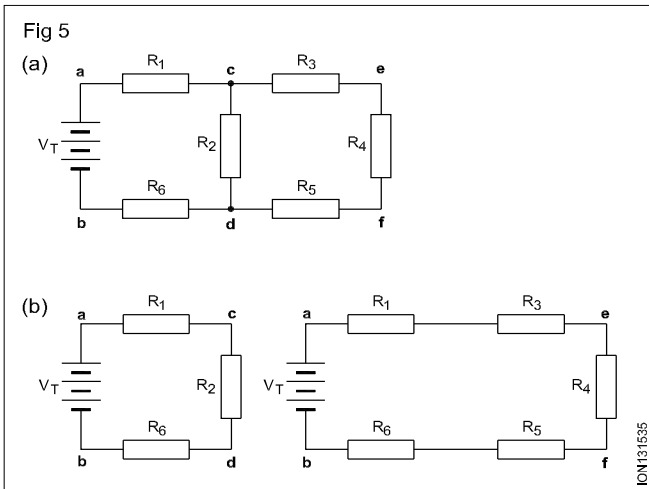 Fig 5
(a)
a R1 c R3 e
VT R2 R4
R6 R5
b d f
(b)
a R1 c a R1 R3 e
VT R2 VT R4
R6 R6 R5
b d b f
ION131535